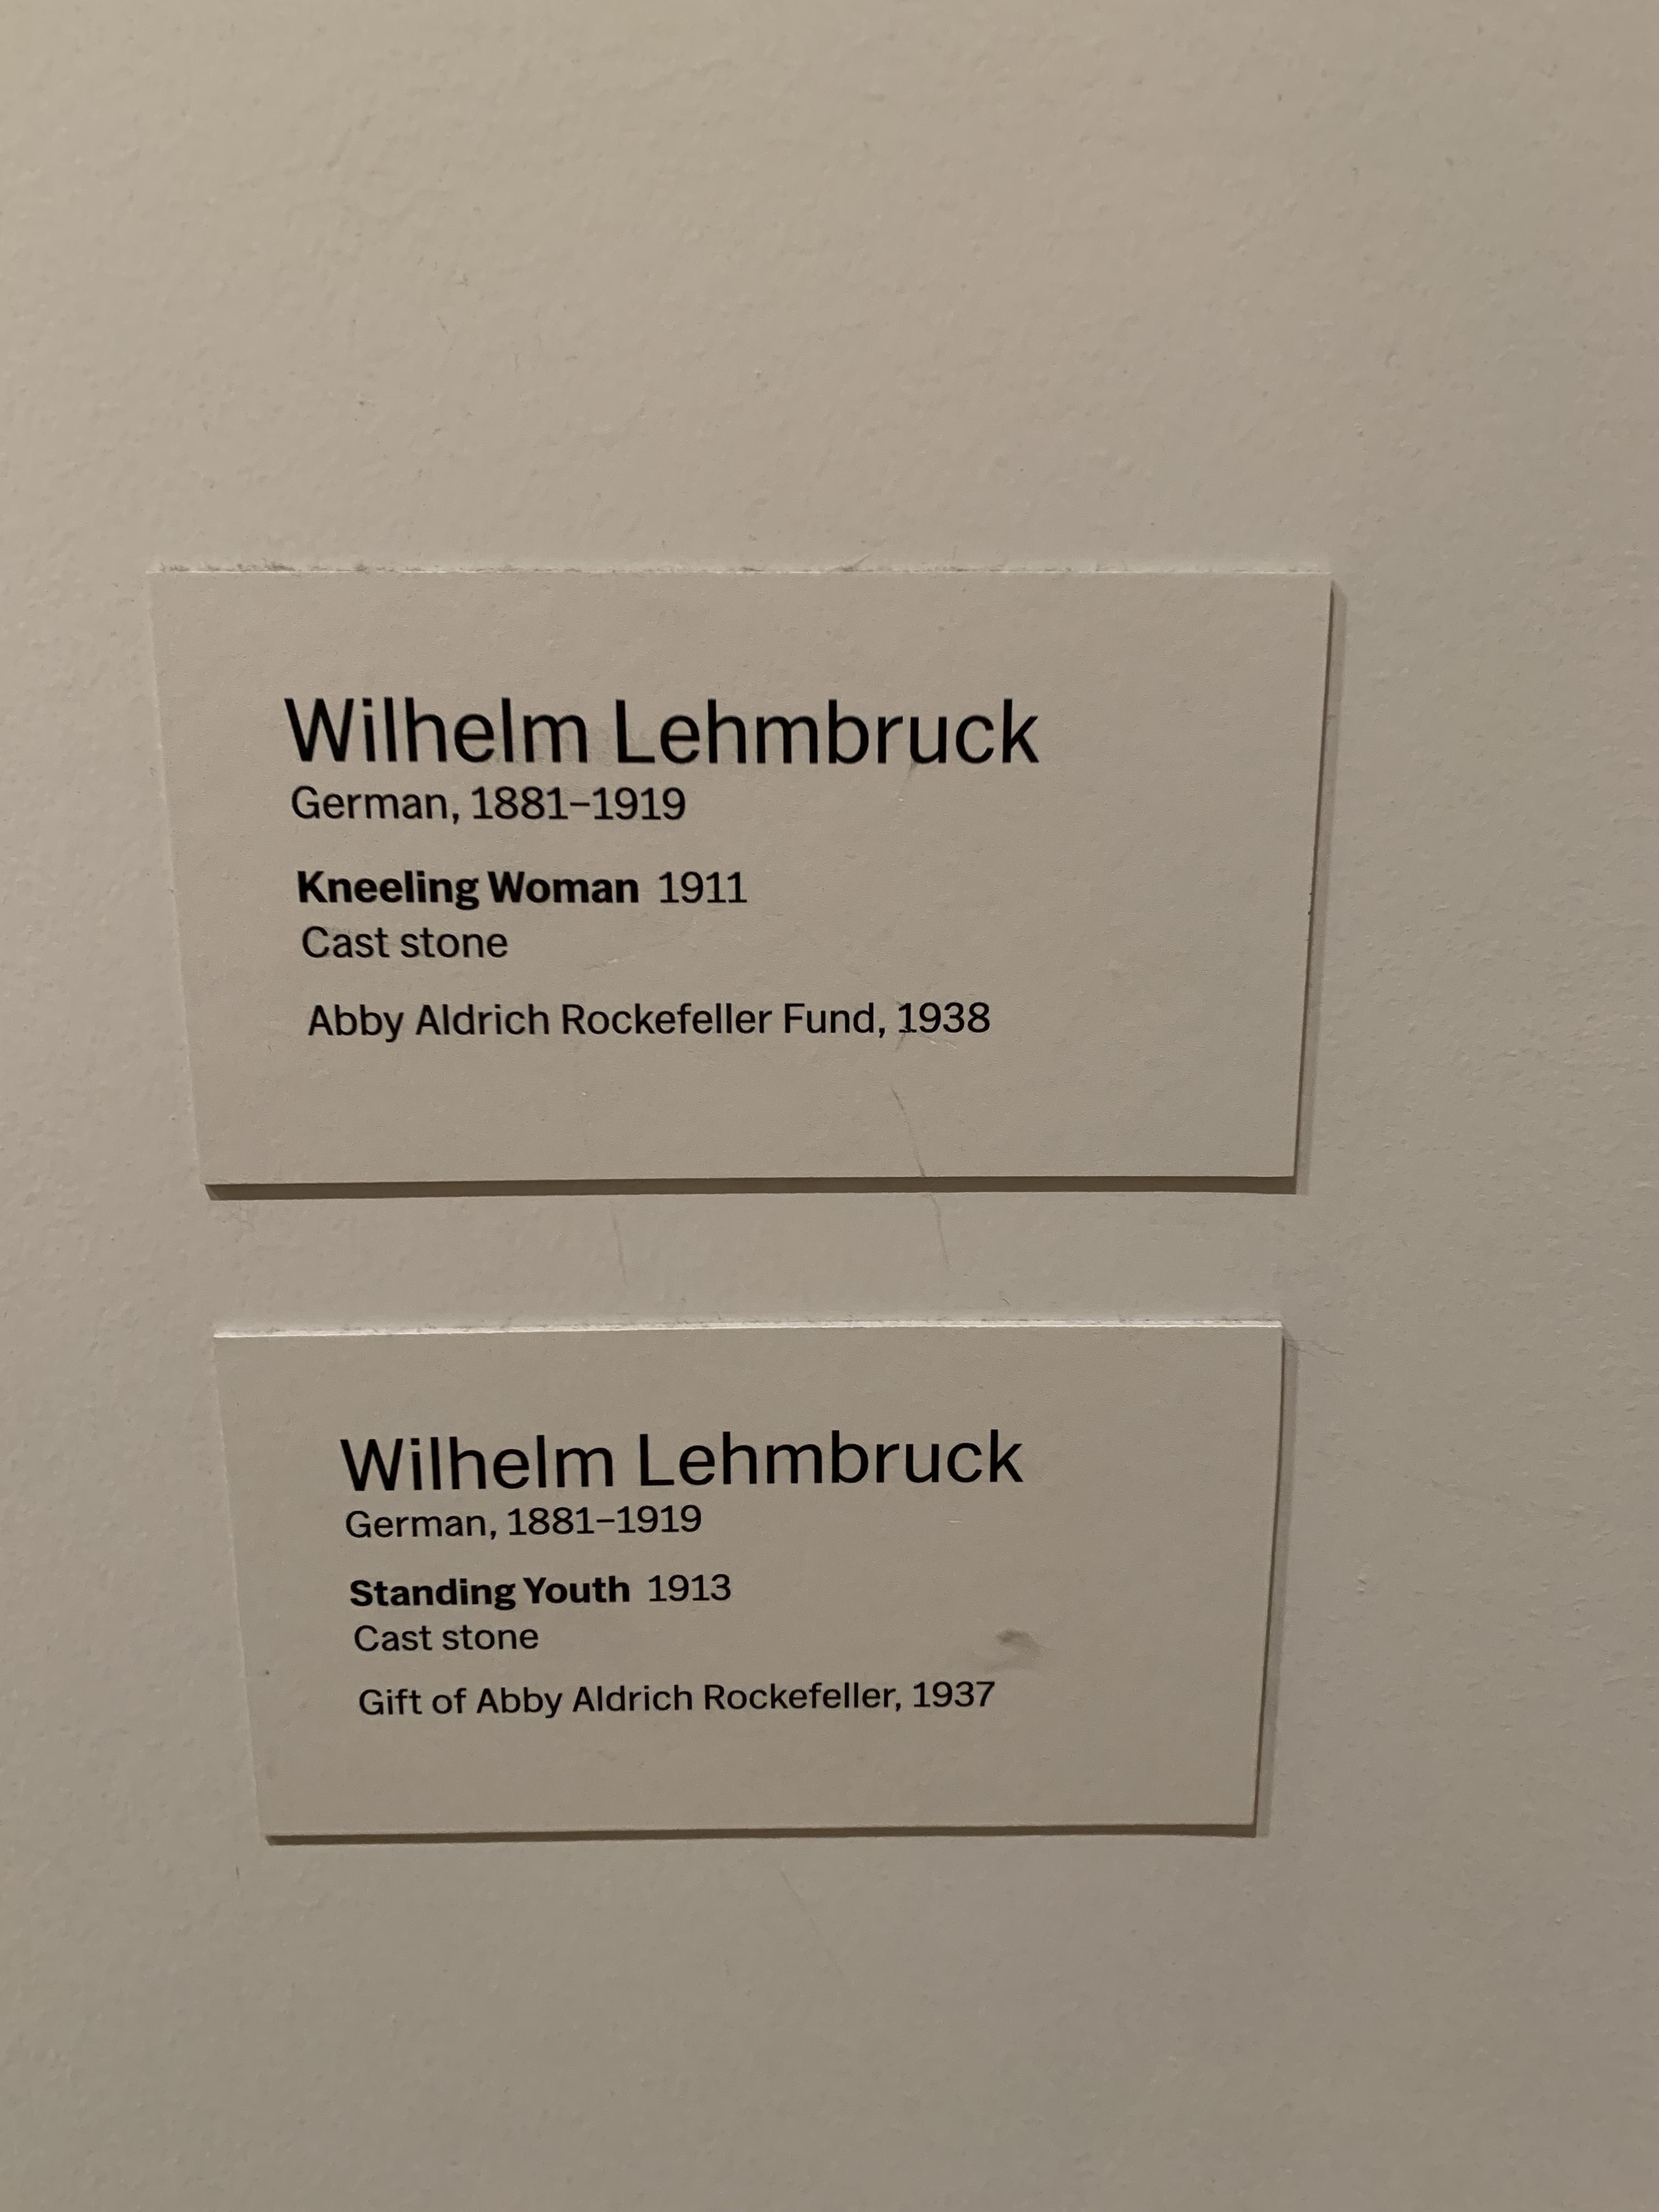 Wilhelm Lehmbruck
German, 1881–1919
Kneeling Woman 1911
Cast stone
Abby Aldrich Rockefeller Fund, 1938
Wilhelm Lehmbruck
German, 1881–1919
Standing Youth 1913
Cast stone
Gift of Abby Aldrich Rockefeller, 1937